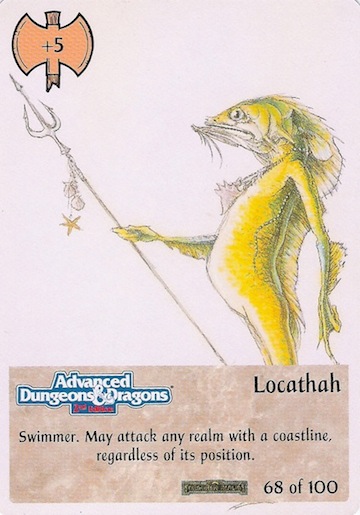 +5
Advanced
Dungeons & Dragons
2nd Edition
Locathah
Swimmer. May attack any realm with a coastline,
regardless of its position.
68 of 100